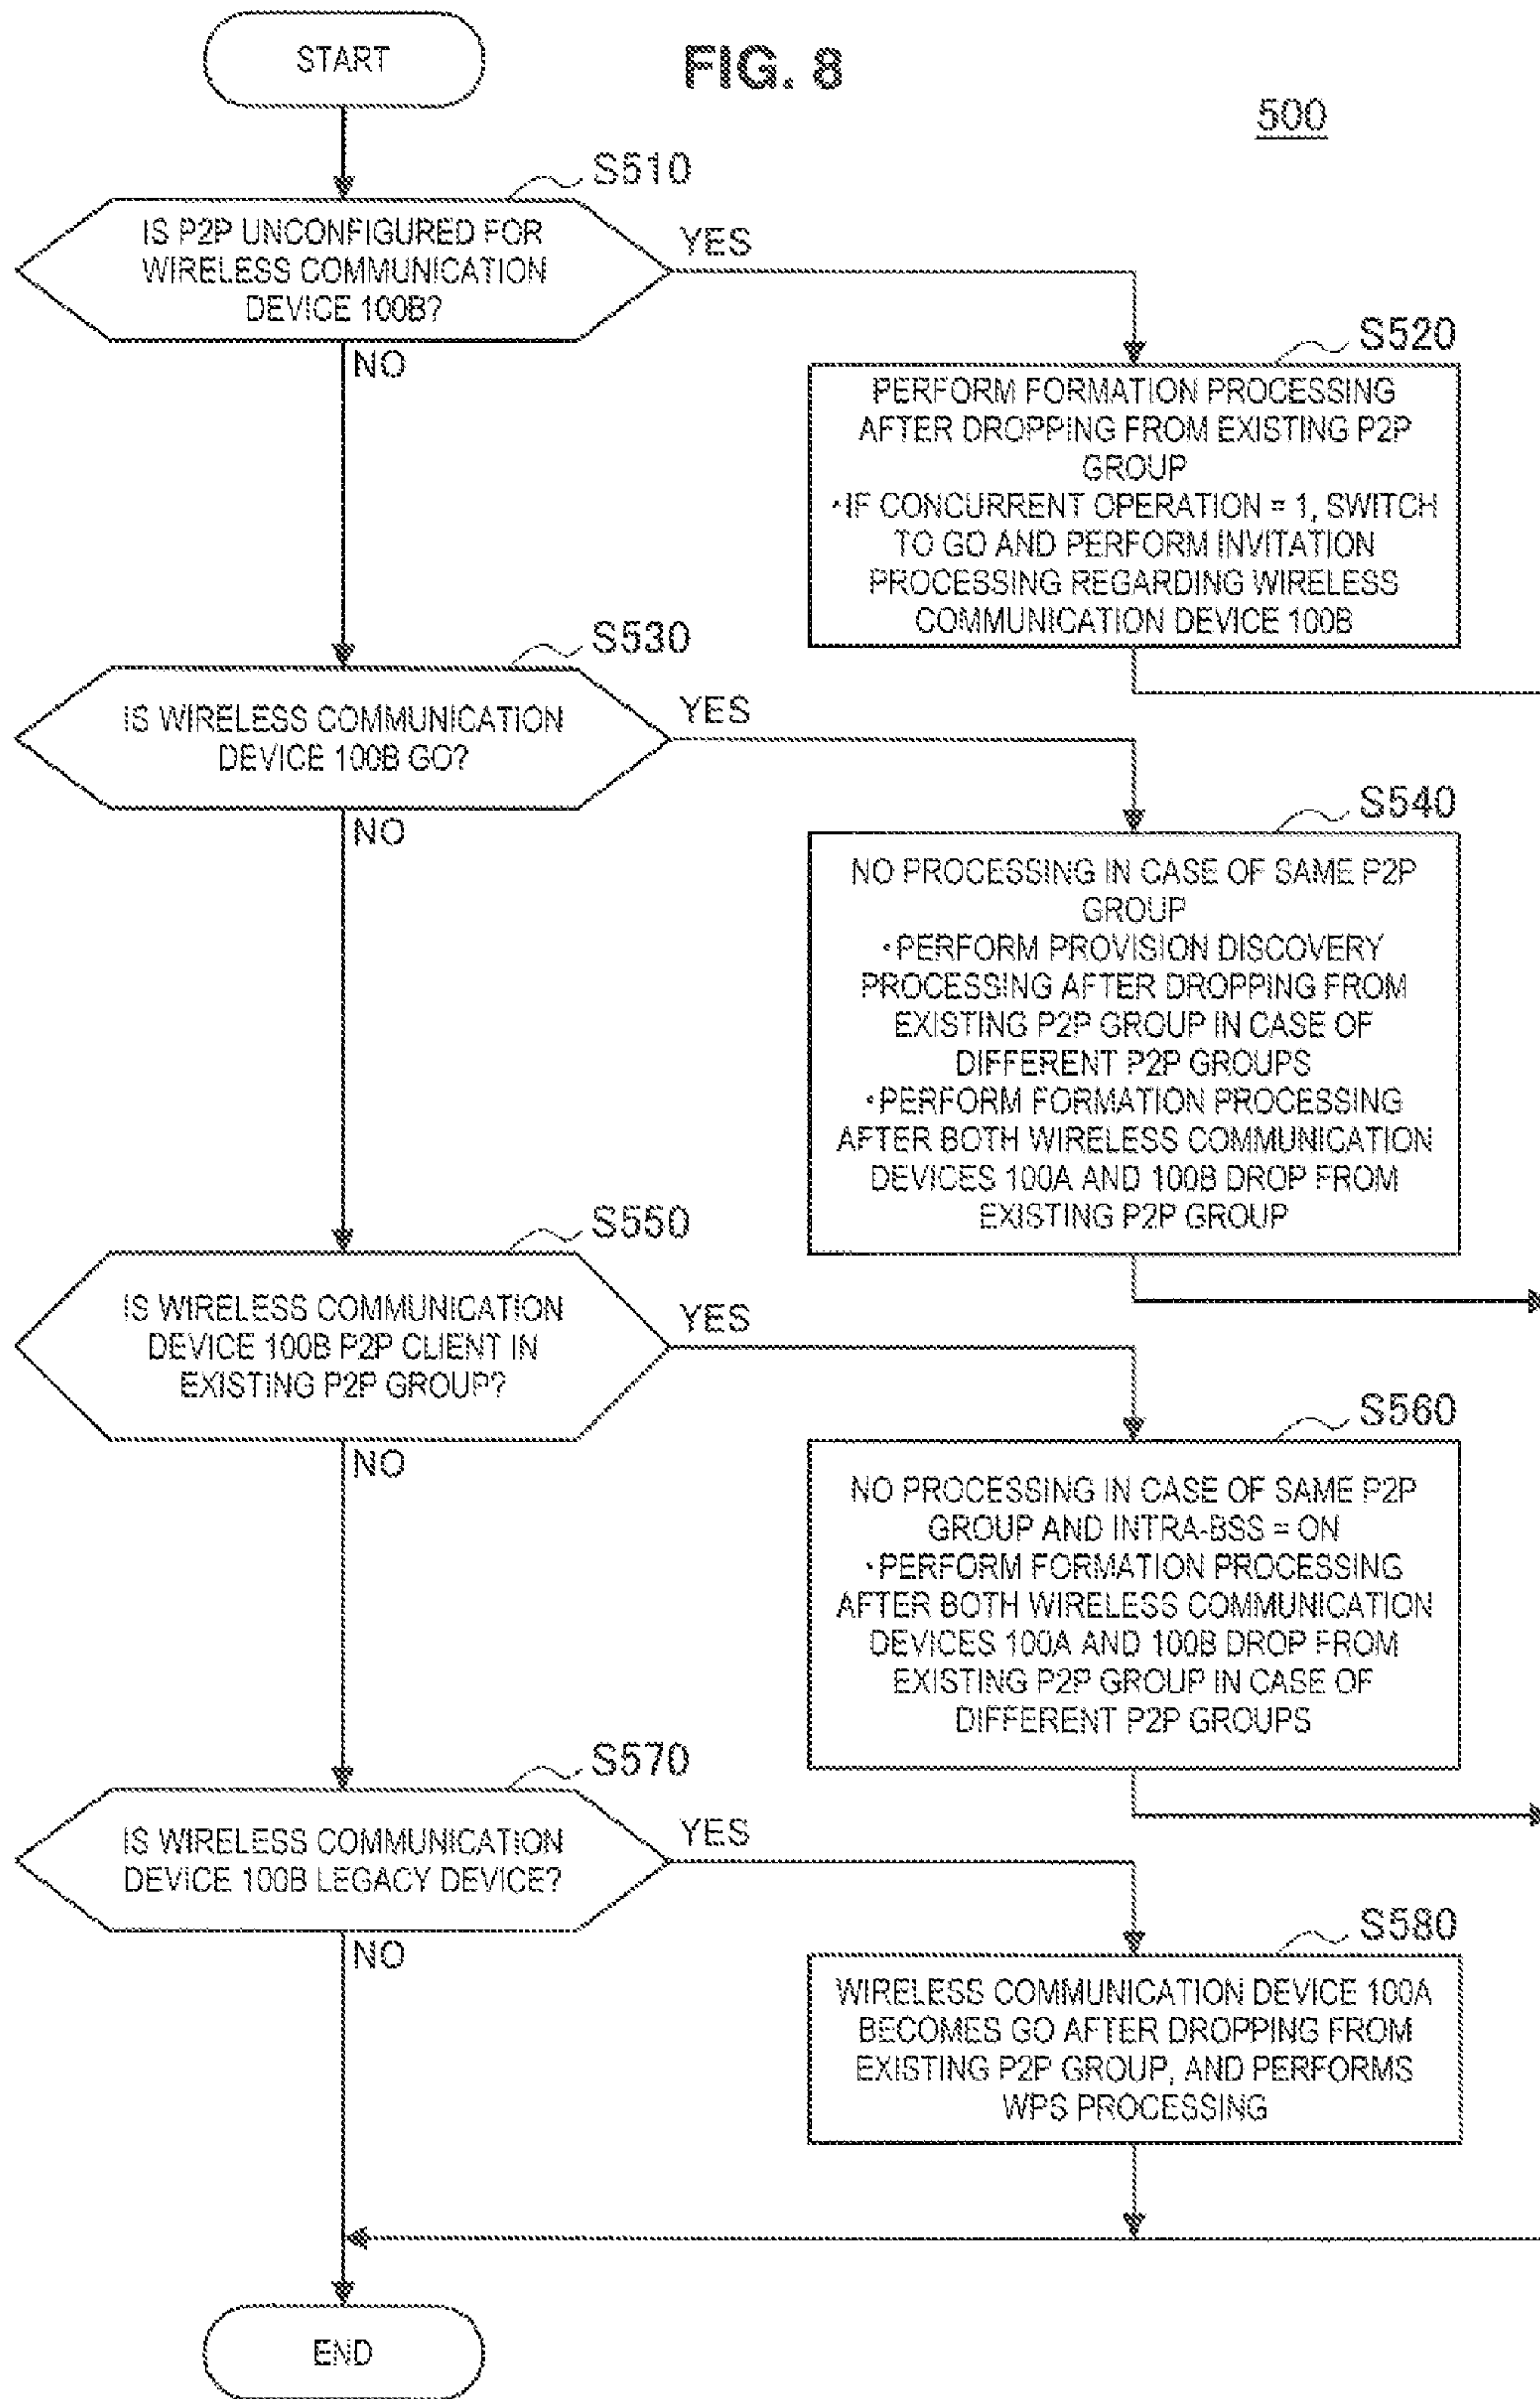 START
FIG. 8
500
S510
IS P2P UNCONFIGURED FOR
WIRELESS COMMUNICATION
DEVICE 100B?
YES
NO
S520
PERFORM FORMATION PROCESSING
AFTER DROPPING FROM EXISTING P2P
GROUP
•IF CONCURRENT OPERATION = 1, SWITCH
TO GO AND PERFORM INVITATION
PROCESSING REGARDING WIRELESS
COMMUNICATION DEVICE 100B
S530
IS WIRELESS COMMUNICATION
DEVICE 100B GO?
YES
NO
S540
NO PROCESSING IN CASE OF SAME P2P
GROUP
•PERFORM PROVISION DISCOVERY
PROCESSING AFTER DROPPING FROM
EXISTING P2P GROUP IN CASE OF
DIFFERENT P2P GROUPS
•PERFORM FORMATION PROCESSING
AFTER BOTH WIRELESS COMMUNICATION
DEVICES 100A AND 100B DROP FROM
EXISTING P2P GROUP
S550
IS WIRELESS COMMUNICATION
DEVICE 100B P2P CLIENT IN
EXISTING P2P GROUP?
YES
NO
S560
NO PROCESSING IN CASE OF SAME P2P
GROUP AND INTRA-BSS = ON
•PERFORM FORMATION PROCESSING
AFTER BOTH WIRELESS COMMUNICATION
DEVICES 100A AND 100B DROP FROM
EXISTING P2P GROUP IN CASE OF
DIFFERENT P2P GROUPS
S570
IS WIRELESS COMMUNICATION
DEVICE 100B LEGACY DEVICE?
YES
NO
S580
WIRELESS COMMUNICATION DEVICE 100A
BECOMES GO AFTER DROPPING FROM
EXISTING P2P GROUP, AND PERFORMS
WPS PROCESSING
END